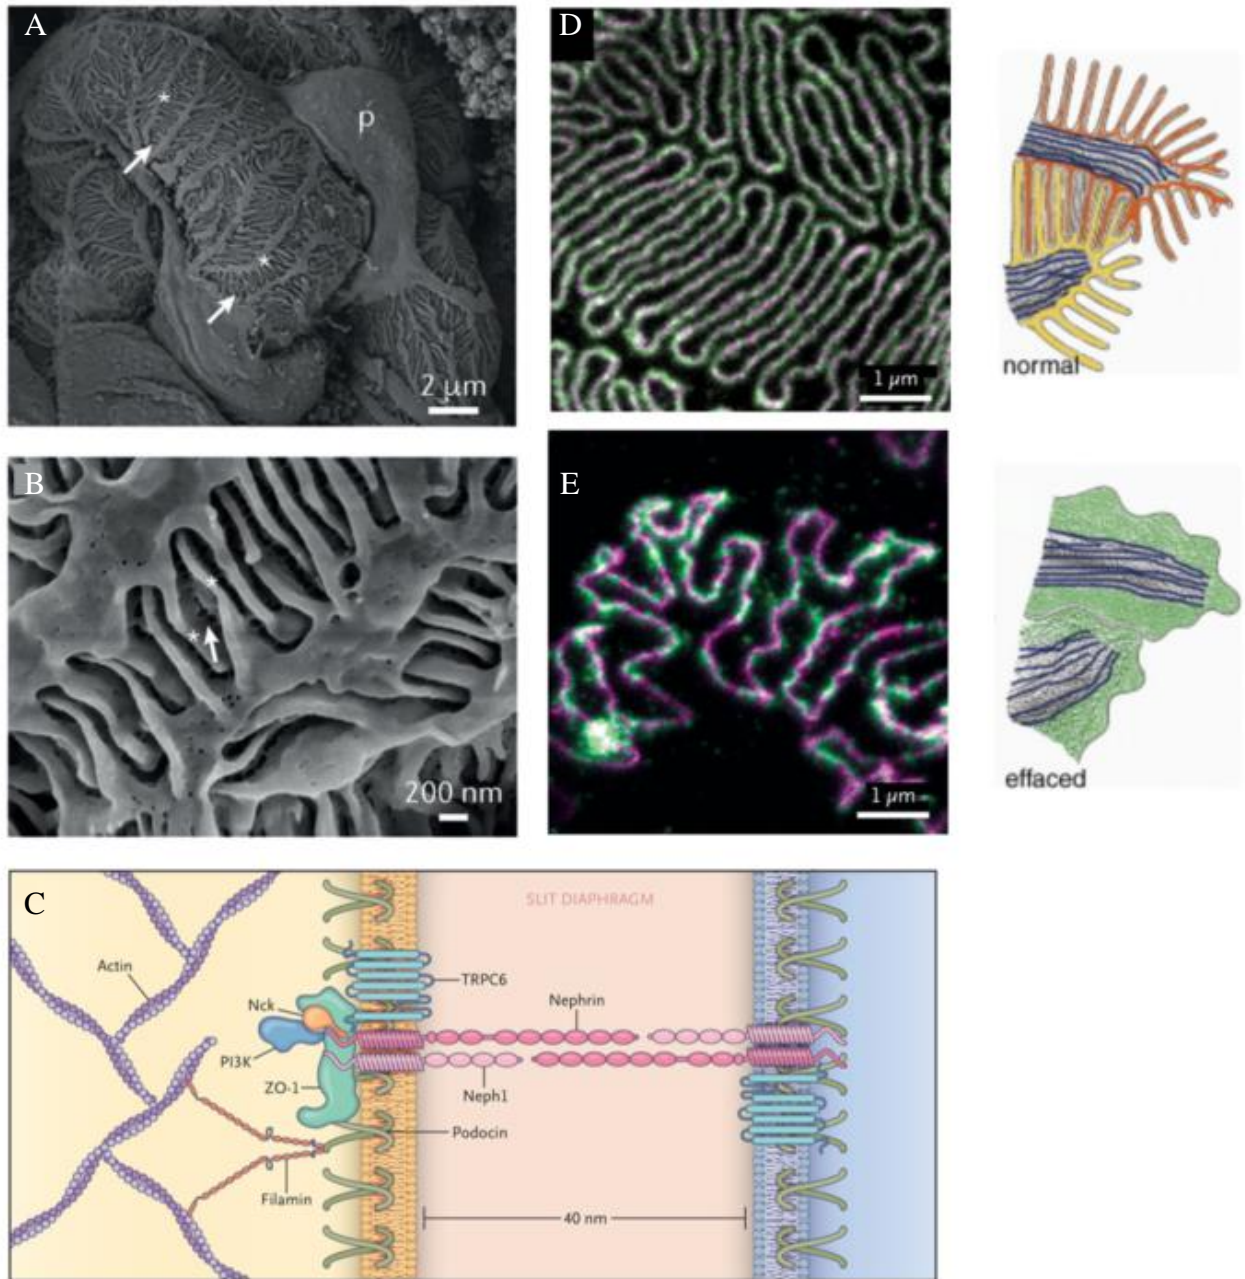 A
p
2 µm
D
1 µm
normal
B
200 nm
E
1 µm
effaced
C
SLIT DIAPHRAGM
Actin
TRPC6
Nck
Nephrin
PI3K
ZO-1
Neph1
Podocin
Filamin
40 nm